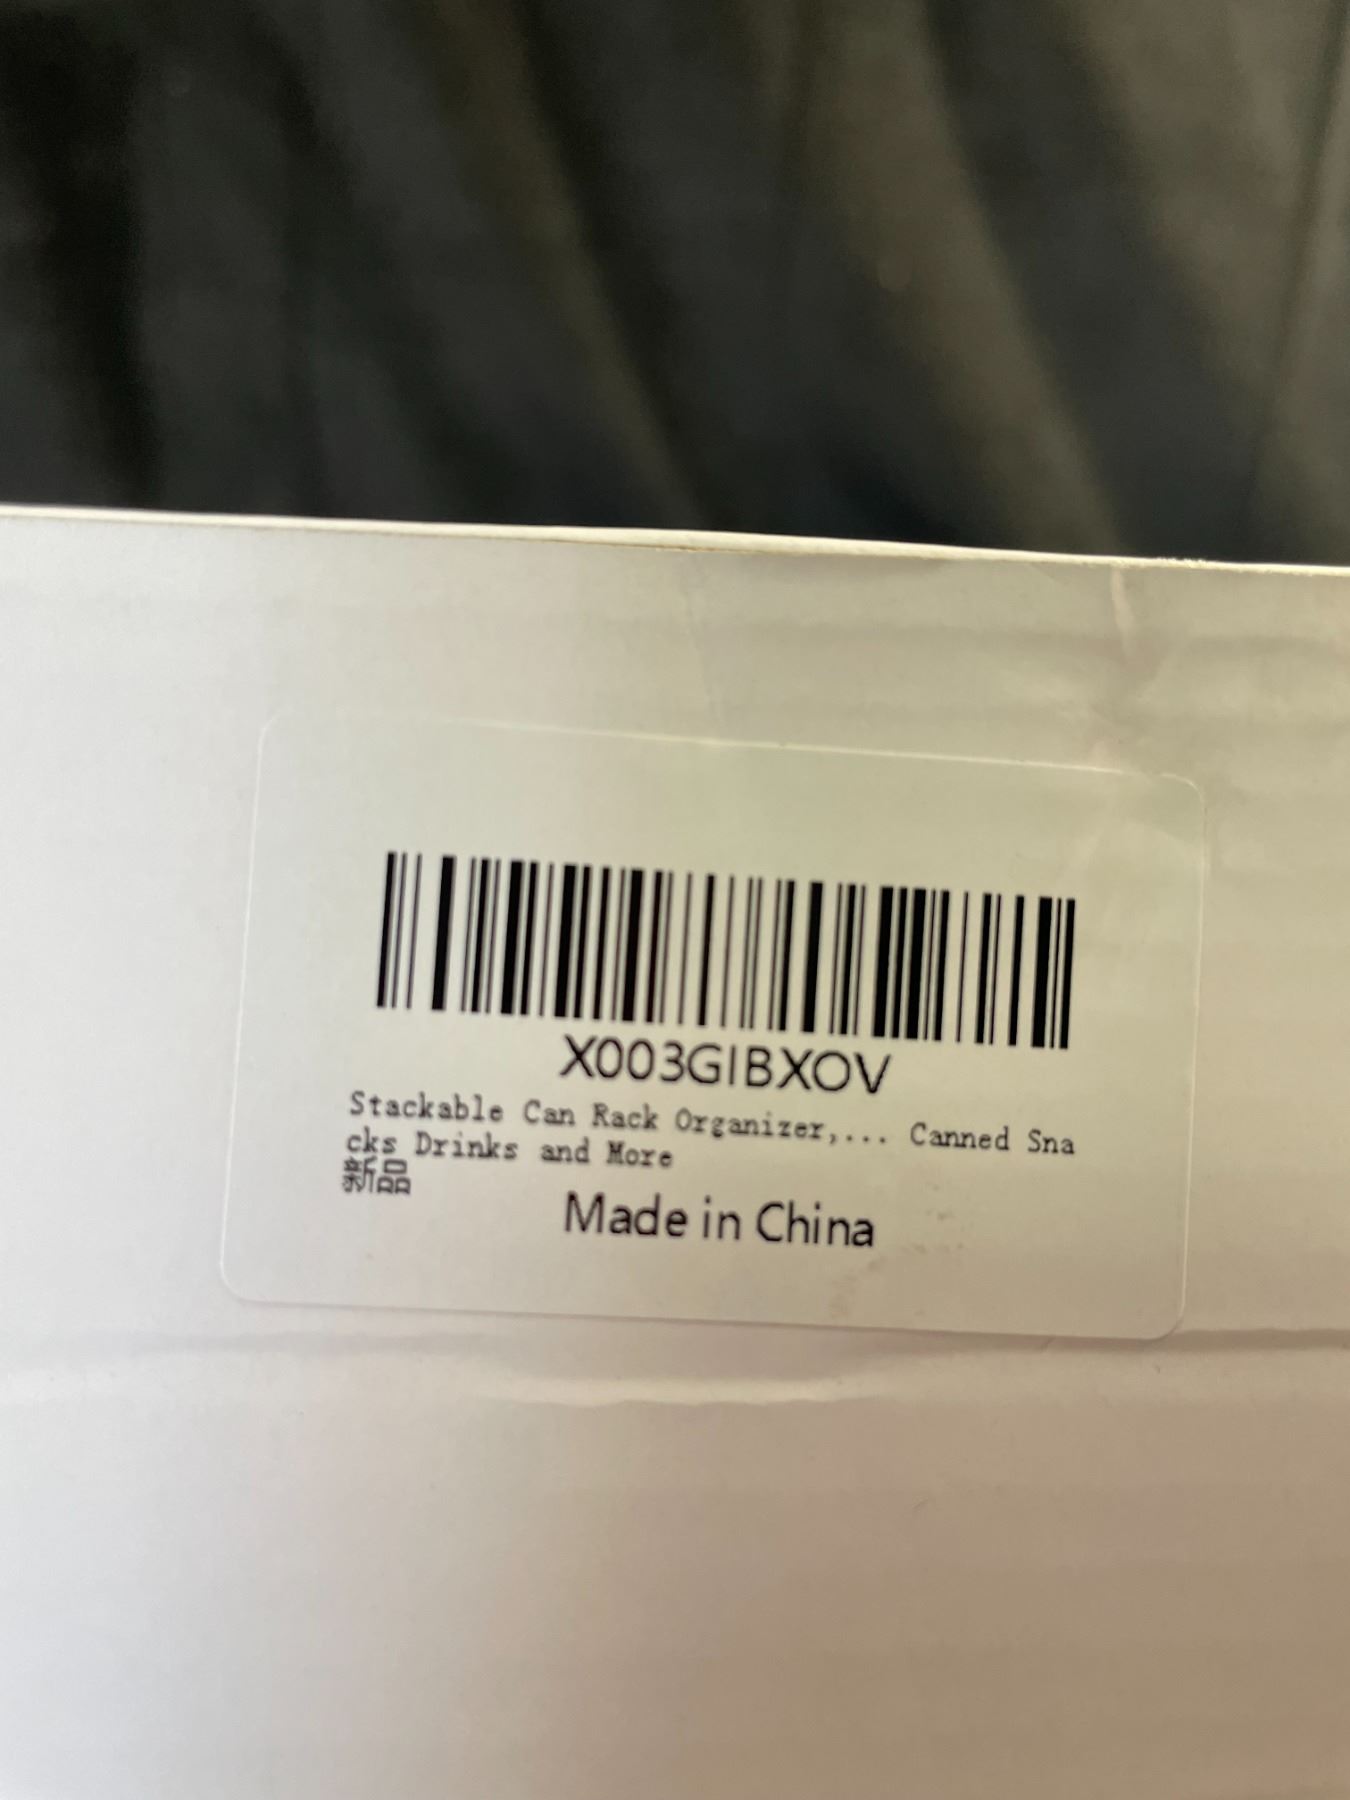 X003GIBXOV
Stackable Can Rack Organizer,... Canned Sna
cks Drinks and More
新品
Made in China